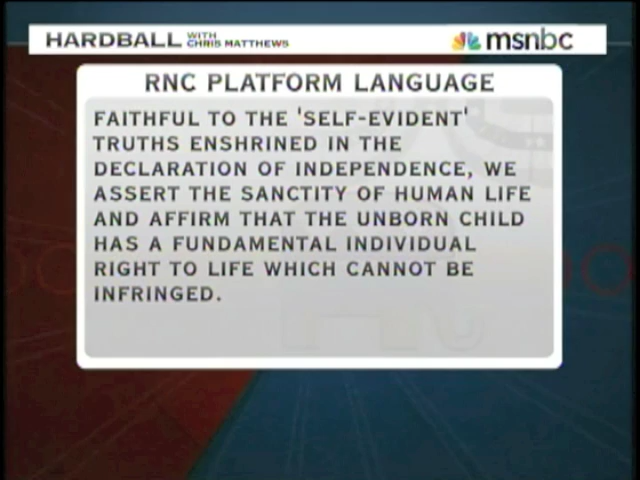 HARDBALL WITH CHRIS MATTHEWS
msnbc
RNC PLATFORM LANGUAGE
FAITHFUL TO THE 'SELF-EVIDENT'
TRUTHS ENSHRINED IN THE
DECLARATION OF INDEPENDENCE, WE
ASSERT THE SANCTITY OF HUMAN LIFE
AND AFFIRM THAT THE UNBORN CHILD
HAS A FUNDAMENTAL INDIVIDUAL
RIGHT TO LIFE WHICH CANNOT BE
INFRINGED.